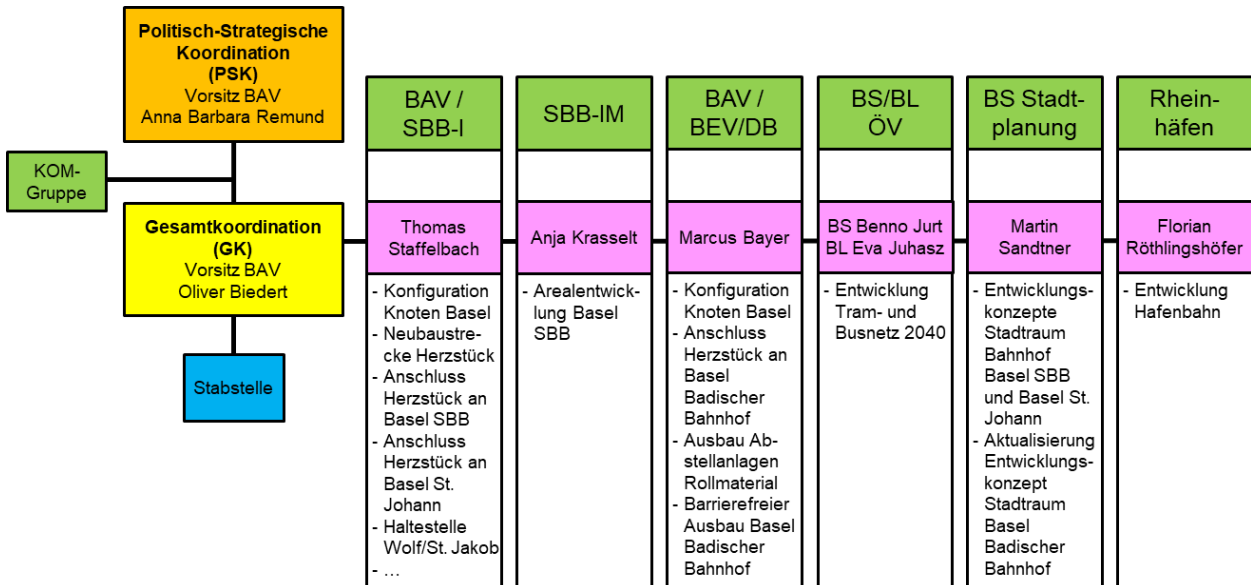 Politisch-Strategische
Koordination
(PSK)
Vorsitz BAV
Anna Barbara Remund
KOM-
Gruppe
Gesamtkoordination
(GK)
Vorsitz BAV
Oliver Biedert
Stabstelle
BAV /
SBB-I
Thomas
Staffelbach
- Konfiguration
Knoten Basel
- Neubaustre-
cke Herzstück
- Anschluss
Herzstück an
Basel SBB
- Anschluss
Herzstück an
Basel St.
Johann
- Haltestelle
Wolf/St. Jakob
- …
SBB-IM
Anja Krasselt
- Arealentwick-
lung Basel
SBB
BAV /
BEV/DB
Marcus Bayer
- Konfiguration
Knoten Basel
- Anschluss
Herzstück an
Basel
Badischer
Bahnhof
- Ausbau Ab-
stellanlagen
Rollmaterial
- Barrierefreier
Ausbau Basel
Badischer
Bahnhof
BS/BL
ÖV
BS Benno Jurt
BL Eva Juhasz
- Entwicklung
Tram- und
Busnetz 2040
BS Stadt-
planung
Martin
Sandtner
- Entwicklungs-
konzepte
Stadtraum
Bahnhof
Basel SBB
und Basel St.
Johann
- Aktualisierung
Entwicklungs-
konzept
Stadtraum
Basel
Badischer
Bahnhof
Rhein-
häfen
Florian
Röthlingshöfer
- Entwicklung
Hafenbahn